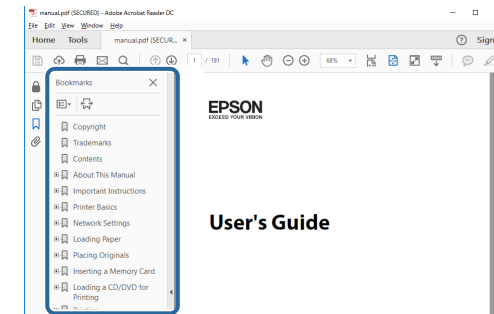 manual.pdf (SECURED) - Adobe Acrobat Reader DC
File Edit View Window Help
Home Tools manual.pdf (SECUR... ×
Sign
1 / 191
68%
Bookmarks
Copyright
Trademarks
Contents
About This Manual
Important Instructions
Printer Basics
Network Settings
Loading Paper
Placing Originals
Inserting a Memory Card
Loading a CD/DVD for
Printing
EPSON
EXCEED YOUR VISION
User's Guide